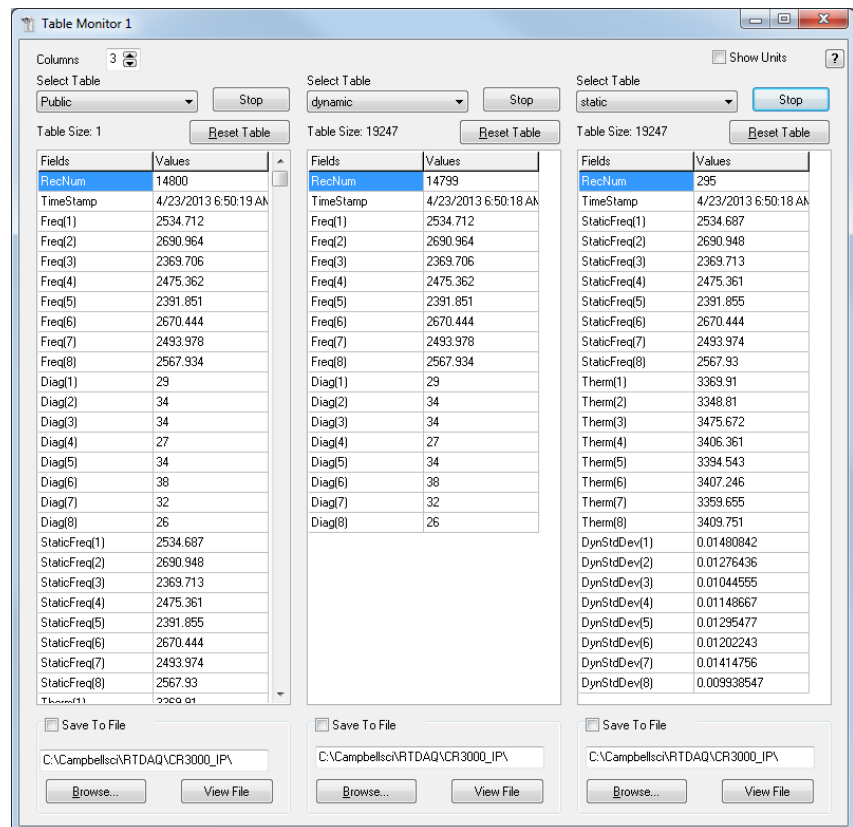 Table Monitor 1
Columns 3
Show Units
?
Select Table
Public
Stop
Table Size: 1
Reset Table
Fields Values
RecNum 14800
TimeStamp 4/23/2013 6:50:19 AM
Freq(1) 2534.712
Freq(2) 2690.964
Freq(3) 2369.706
Freq(4) 2475.362
Freq(5) 2391.851
Freq(6) 2670.444
Freq(7) 2493.978
Freq(8) 2567.934
Diag(1) 29
Diag(2) 34
Diag(3) 34
Diag(4) 27
Diag(5) 34
Diag(6) 38
Diag(7) 32
Diag(8) 26
StaticFreq(1) 2534.687
StaticFreq(2) 2690.948
StaticFreq(3) 2369.713
StaticFreq(4) 2475.361
StaticFreq(5) 2391.855
StaticFreq(6) 2670.444
StaticFreq(7) 2493.974
StaticFreq(8) 2567.93
Therm(1) 3369.91
Save To File
C:\Campbellsci\RTDAQ\CR3000_IP\
Browse...
View File
Select Table
dynamic
Stop
Table Size: 19247
Reset Table
Fields Values
RecNum 14799
TimeStamp 4/23/2013 6:50:18 AM
Freq(1) 2534.712
Freq(2) 2690.964
Freq(3) 2369.706
Freq(4) 2475.362
Freq(5) 2391.851
Freq(6) 2670.444
Freq(7) 2493.978
Freq(8) 2567.934
Diag(1) 29
Diag(2) 34
Diag(3) 34
Diag(4) 27
Diag(5) 34
Diag(6) 38
Diag(7) 32
Diag(8) 26
Save To File
C:\Campbellsci\RTDAQ\CR3000_IP\
Browse...
View File
Select Table
static
Stop
Table Size: 19247
Reset Table
Fields Values
RecNum 295
TimeStamp 4/23/2013 6:50:18 AM
StaticFreq(1) 2534.687
StaticFreq(2) 2690.948
StaticFreq(3) 2369.713
StaticFreq(4) 2475.361
StaticFreq(5) 2391.855
StaticFreq(6) 2670.444
StaticFreq(7) 2493.974
StaticFreq(8) 2567.93
Therm(1) 3369.91
Therm(2) 3348.81
Therm(3) 3475.672
Therm(4) 3406.361
Therm(5) 3394.543
Therm(6) 3407.246
Therm(7) 3359.655
Therm(8) 3409.751
DynStdDev(1) 0.01480842
DynStdDev(2) 0.01276436
DynStdDev(3) 0.01044555
DynStdDev(4) 0.01148667
DynStdDev(5) 0.01295477
DynStdDev(6) 0.01202243
DynStdDev(7) 0.01414756
DynStdDev(8) 0.009938547
Save To File
C:\Campbellsci\RTDAQ\CR3000_IP\
Browse...
View File